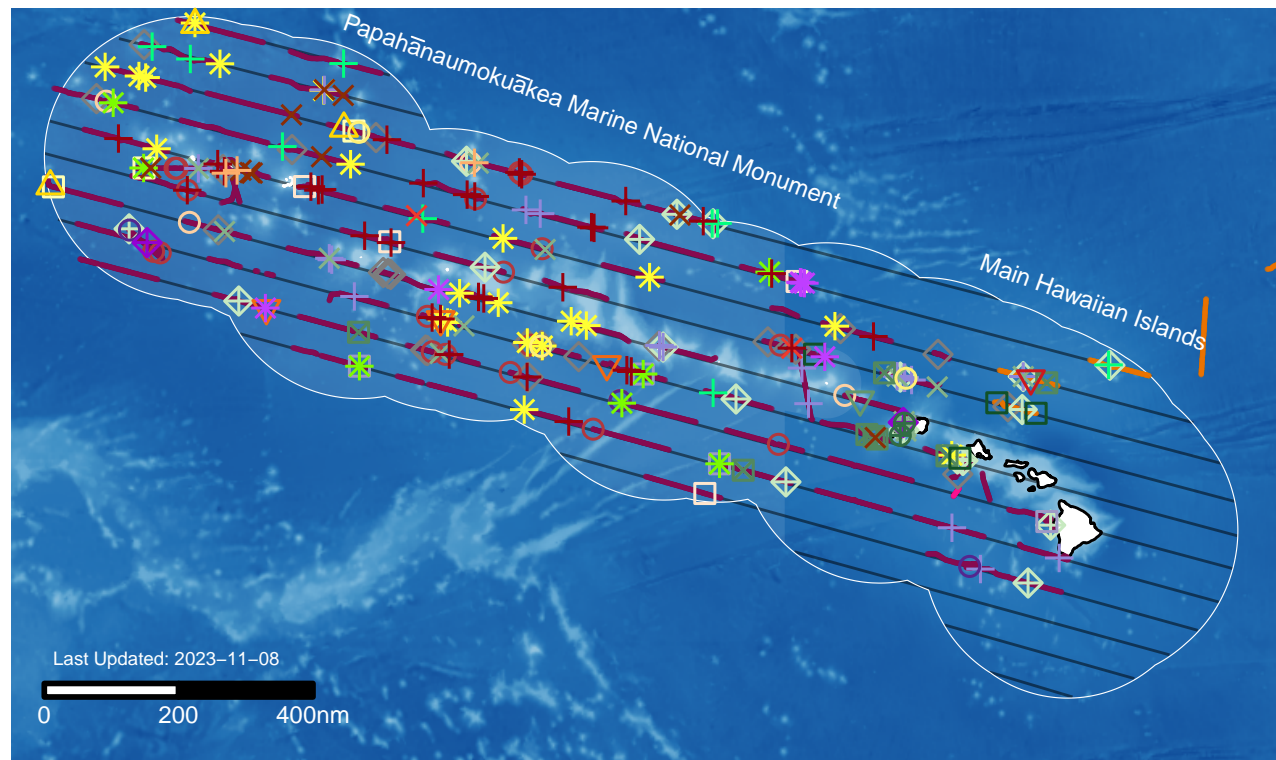 Papahānaumokuākea Marine National Monument
Main Hawaiian Islands
Last Updated: 2023−11−08
0 200 400nm